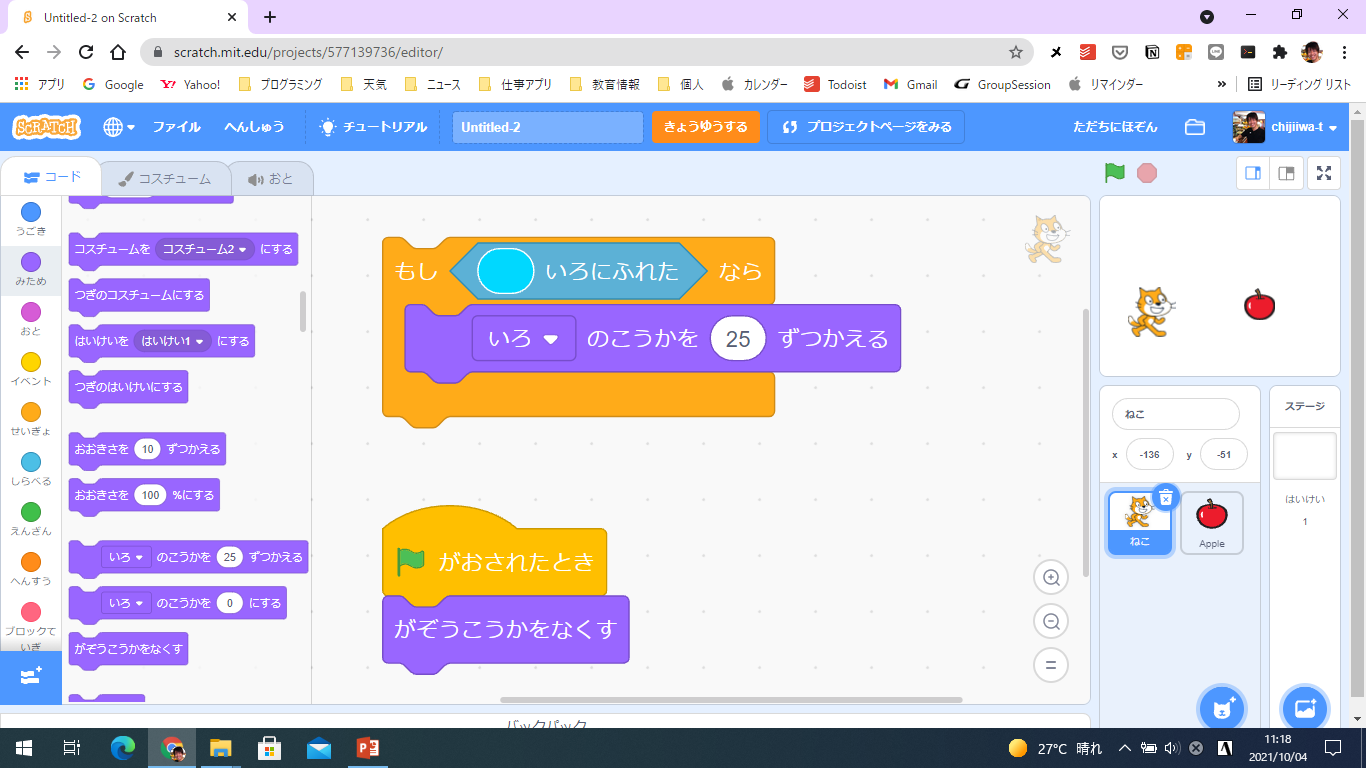 Untitled-2 on Scratch
scratch.mit.edu/projects/577139736/editor/
アプリ Google Yahoo! プログラミング 天気 ニュース 仕事アプリ 教育情報 個人 カレンダー Todoist Gmail GroupSession リマインダー » リーディング リスト
SCRATCH ファイル へんしゅう チュートリアル Untitled-2 きょうゆうする プロジェクトページをみる ただちにほぞん chijiiwa-t
コード コスチューム おと
うごき
みため
おと
イベント
せいぎょ
しらべる
えんざん
へんすう
ブロックて
いぎ
コスチュームを コスチューム2 にする
つぎのコスチュームにする
はいけいを はいけい1 にする
つぎのはいけいにする
おおきさを 10 ずつかえる
おおきさを 100 %にする
いろ のこうかを 25 ずつかえる
いろ のこうかを 0 にする
がぞうこうかをなくす
もし いろにふれた なら
いろ のこうかを 25 ずつかえる
がおされたとき
がぞうこうかをなくす
ねこ
x -136 y -51
ねこ
Apple
ステージ
はいけい
1
バックパック
27°C 晴れ
A
11:18
2021/10/04